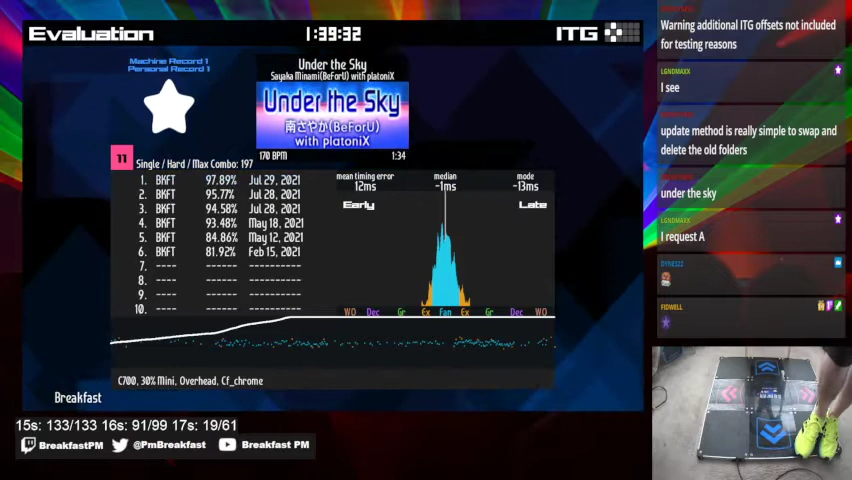 Evaluation
1:39:32
ITG
Machine Record 1
Personal Record 1
Under the Sky
Sayaka Minami(BeForU) with platoniX
Under the Sky
南さやか(BeForU)
with platoniX
170 BPM
1:34
11
Single / Hard / Max Combo: 197
1. BKFT 97.89% Jul 29, 2021
2. BKFT 95.77% Jul 28, 2021
3. BKFT 94.58% Jul 28, 2021
4. BKFT 93.48% May 18, 2021
5. BKFT 84.86% May 12, 2021
6. BKFT 81.92% Feb 15, 2021
7. ---- ----- ----------
8. ---- ----- ----------
9. ---- ----- ----------
10. ---- ----- ----------
mean timing error
12ms
median
-1ms
mode
-13ms
Early
Late
WO Dec Gr Ex Fan Ex Gr Dec WO
C700, 30% Mini, Overhead, Cf_chrome
Breakfast
15s: 133/133 16s: 91/99 17s: 19/61
BreakfastPM
@PmBreakfast
Breakfast PM
Warning additional ITG offsets not included
for testing reasons
LGNDMAXX
I see
update method is really simple to swap and
delete the old folders
under the sky
LGNDMAXX
I request A
DYNES22
FIDWELL